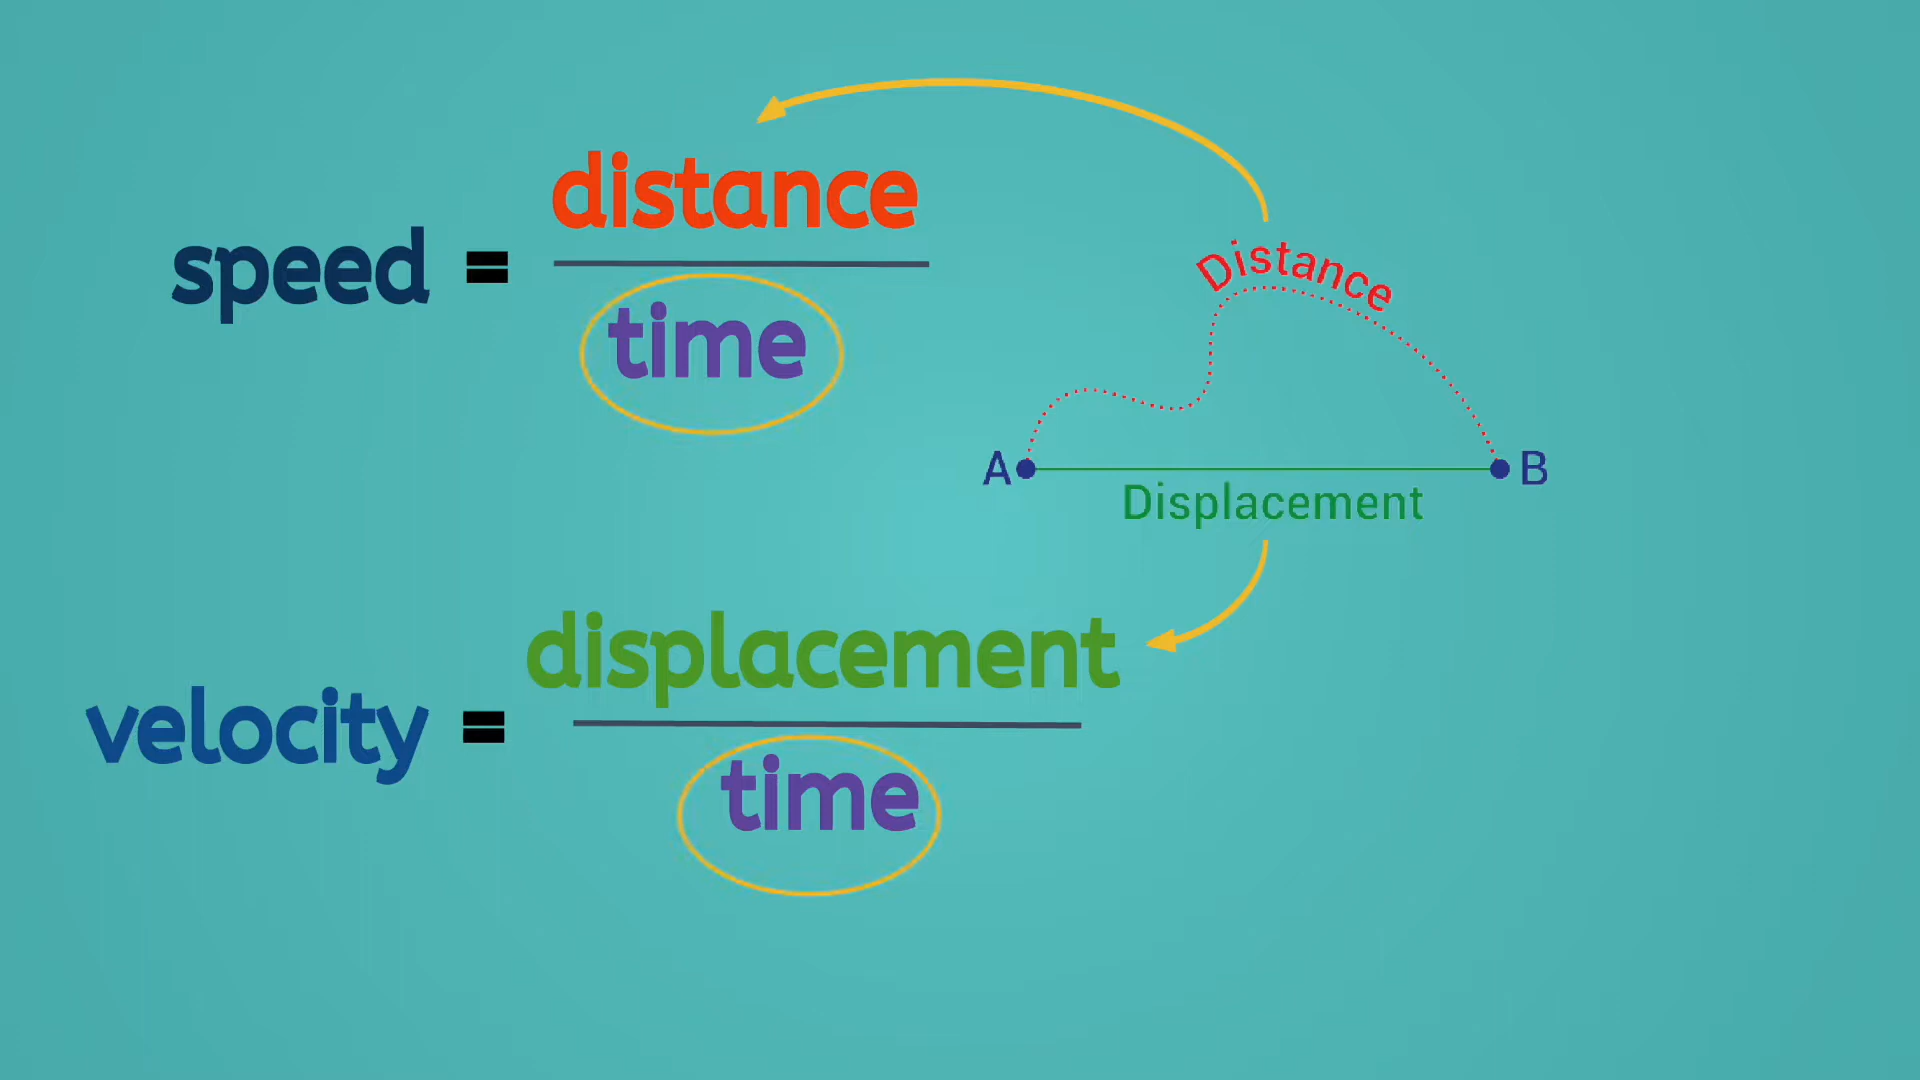 distance
speed =
time
Distance
A B
Displacement
displacement
velocity =
time